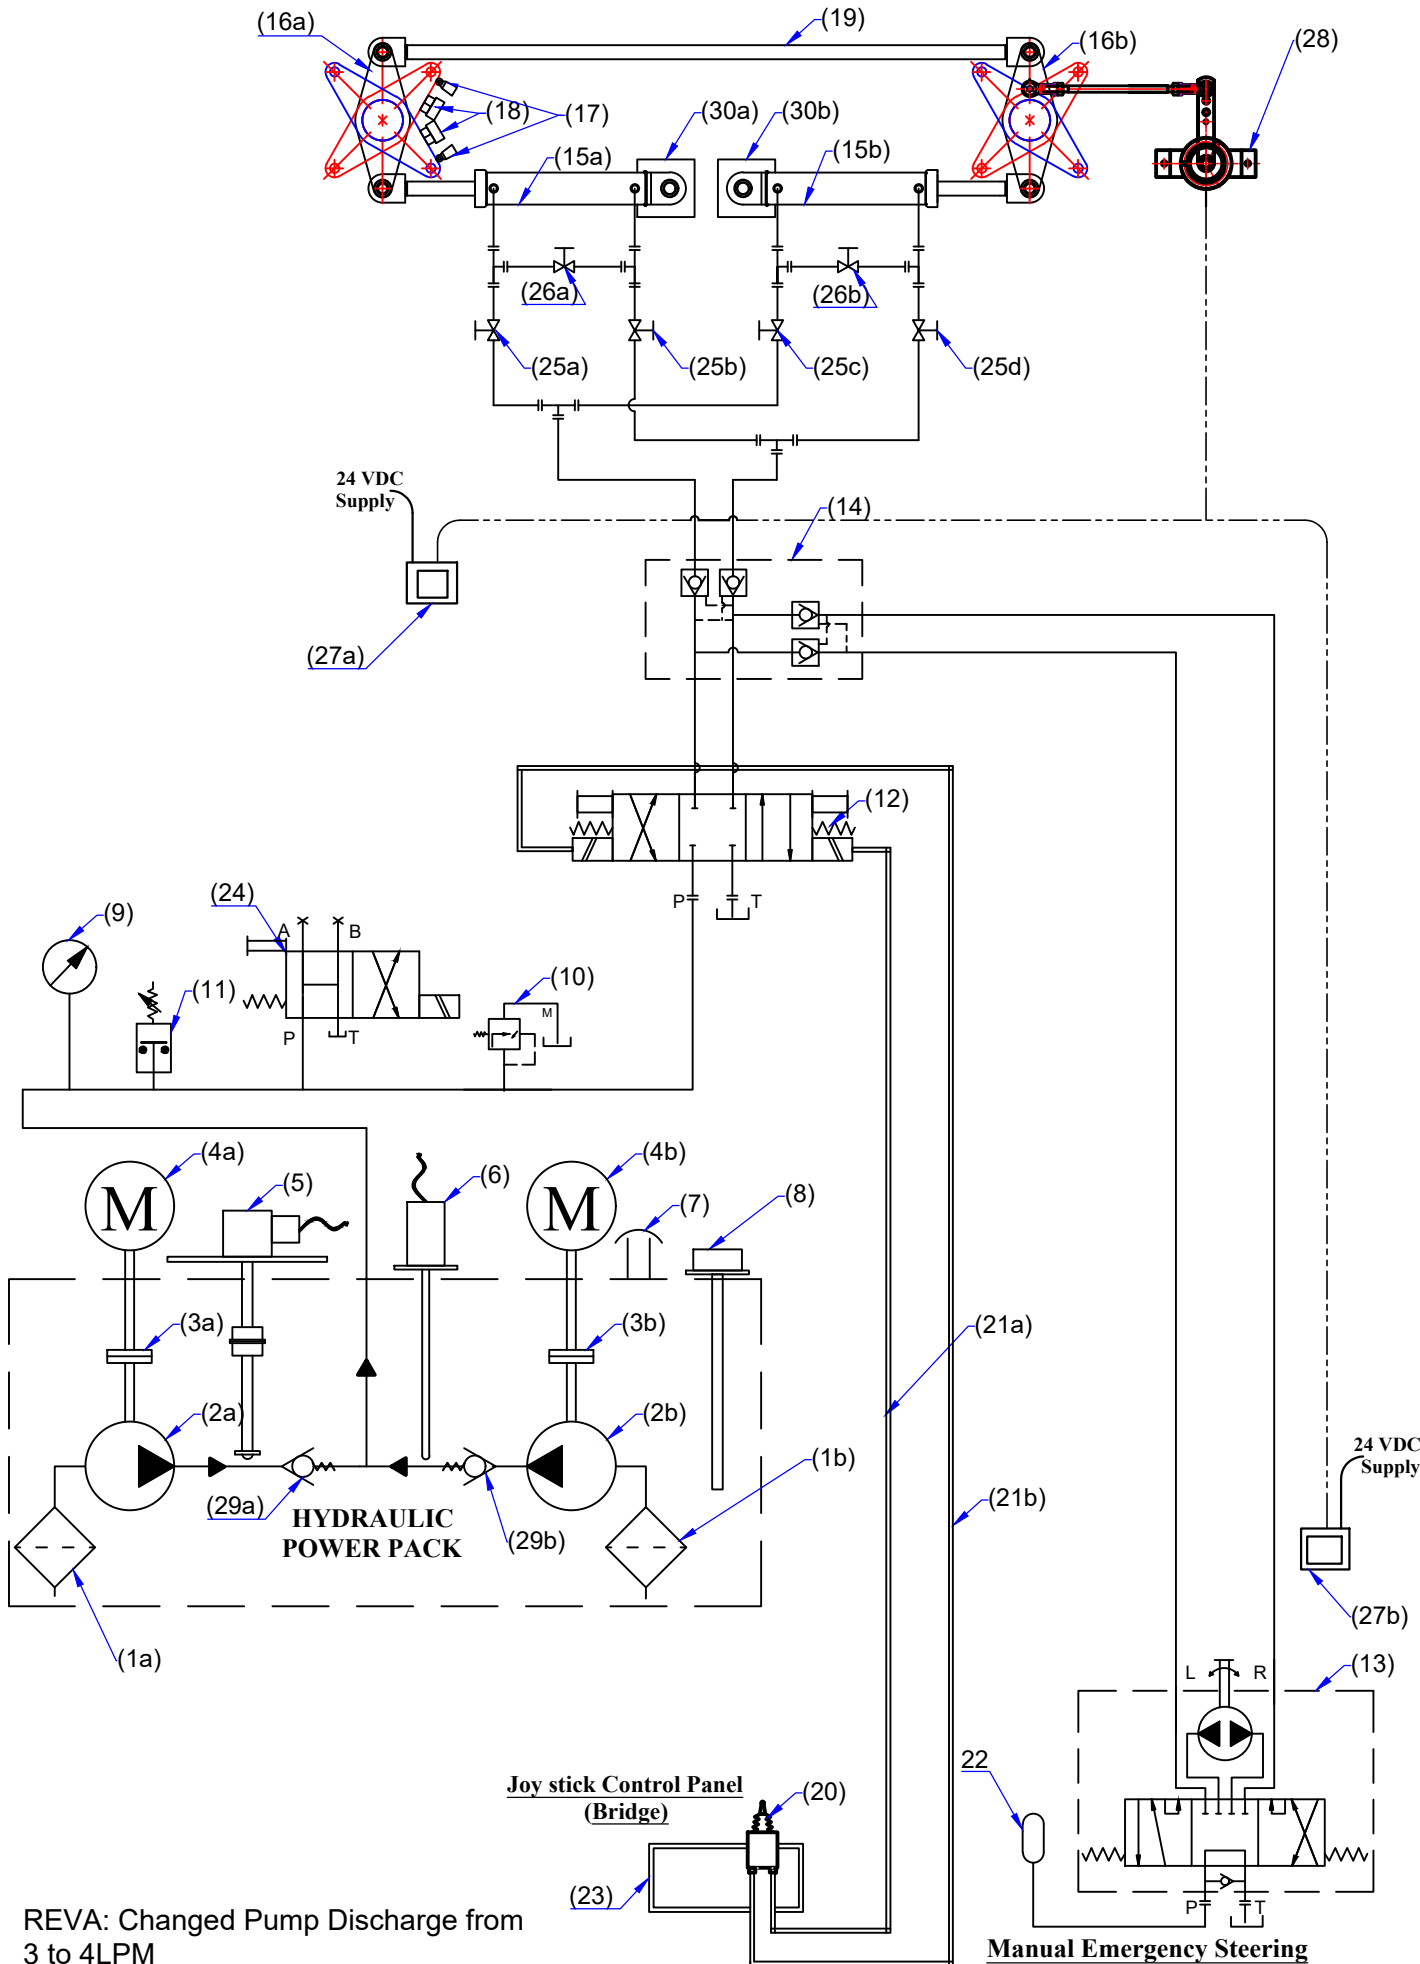 (16a)
(19)
(16b)
(28)
(18)
(17)
(30a)
(30b)
(15a)
(15b)
(26a)
(26b)
(25a)
(25b)
(25c)
(25d)
24 VDC
Supply
(14)
(27a)
(12)
P
T
(24)
(9)
A
B
(11)
(10)
M
P
T
(4a)
(5)
(6)
(4b)
(7)
(8)
M
M
(3a)
(3b)
(21a)
(2a)
(2b)
(1b)
24 VDC
Supply
(29a)
HYDRAULIC
POWER PACK
(29b)
(21b)
(1a)
(27b)
L
R
(13)
22
Joy stick Control Panel
(Bridge)
(20)
(23)
P
T
REVA: Changed Pump Discharge from
3 to 4LPM
Manual Emergency Steering